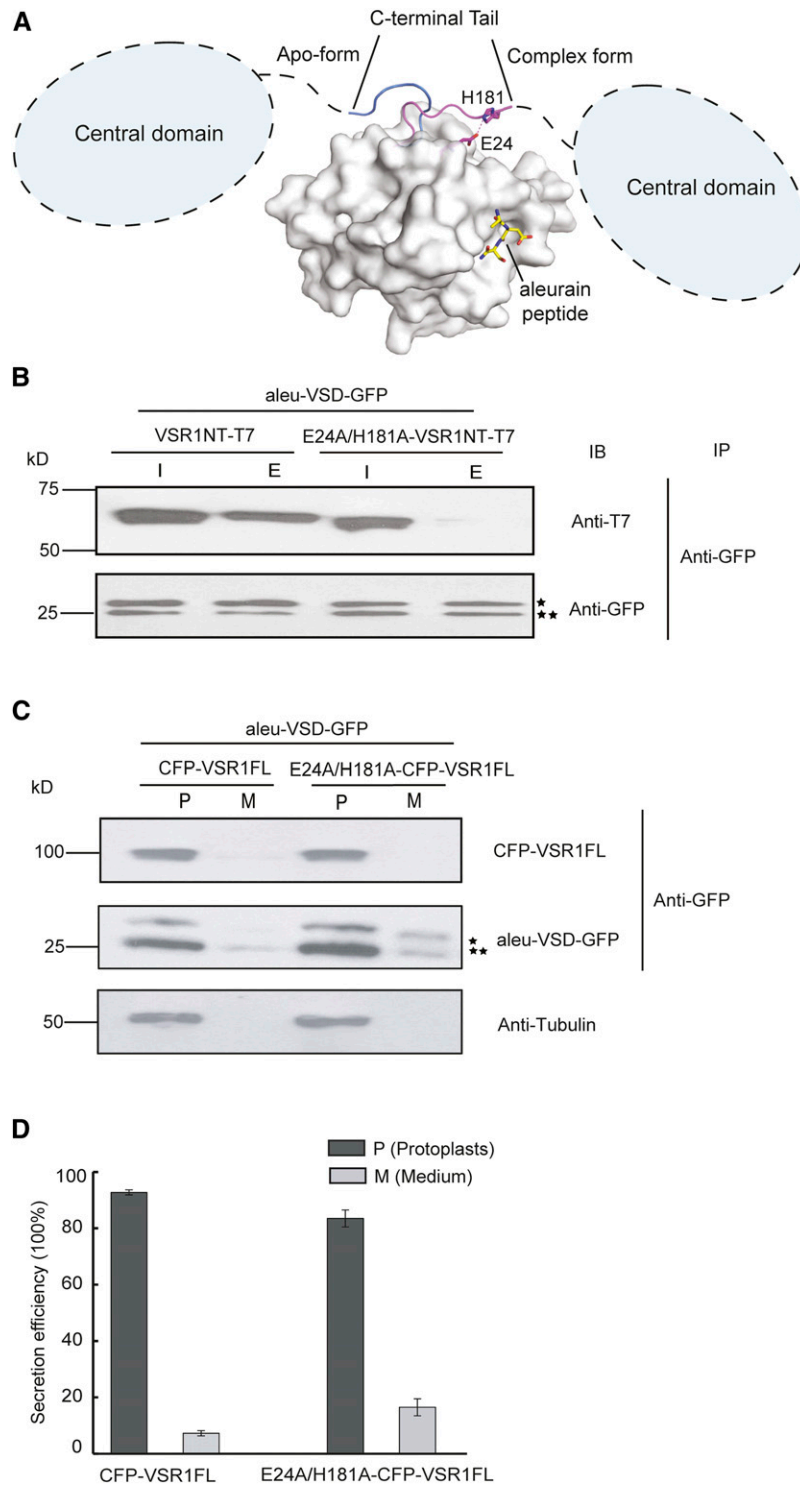 A
C-terminal Tail
Apo-form
Complex form
H181
E24
Central domain
Central domain
aleurain
peptide
B
aleu-VSD-GFP
VSR1NT-T7
E24A/H181A-VSR1NT-T7
kD
I
E
I
E
IB
IP
75
50
Anti-T7
Anti-GFP
25
★
★★
Anti-GFP
C
aleu-VSD-GFP
CFP-VSR1FL
E24A/H181A-CFP-VSR1FL
kD
P
M
P
M
100
CFP-VSR1FL
Anti-GFP
25
★
★★
aleu-VSD-GFP
50
Anti-Tubulin
D
P (Protoplasts)
M (Medium)
Secretion efficiency (100%)
100
80
60
40
20
0
CFP-VSR1FL
E24A/H181A-CFP-VSR1FL